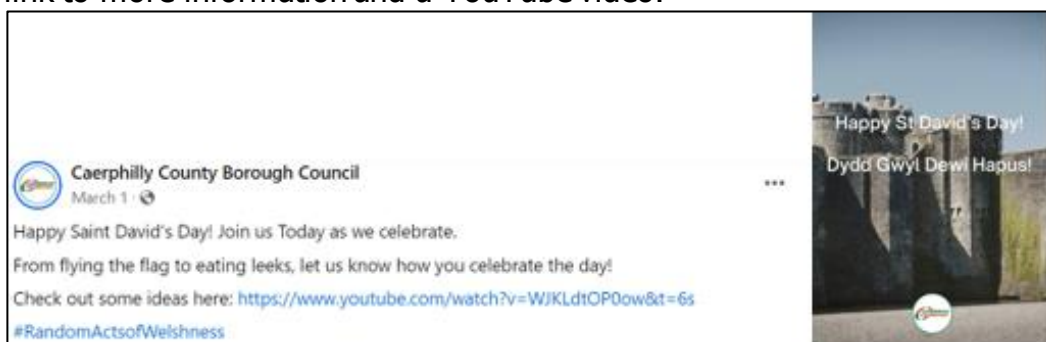 link to more information and a YouTube video.
Caerphilly County Borough Council
March 1 ·
Happy Saint David's Day! Join us Today as we celebrate.
From flying the flag to eating leeks, let us know how you celebrate the day!
Check out some ideas here: https://www.youtube.com/watch?v=WJKLdtOP0ow&t=6s
#RandomActsofWelshness
Happy St David's Day!
Dydd Gwyl Dewi Hapus!